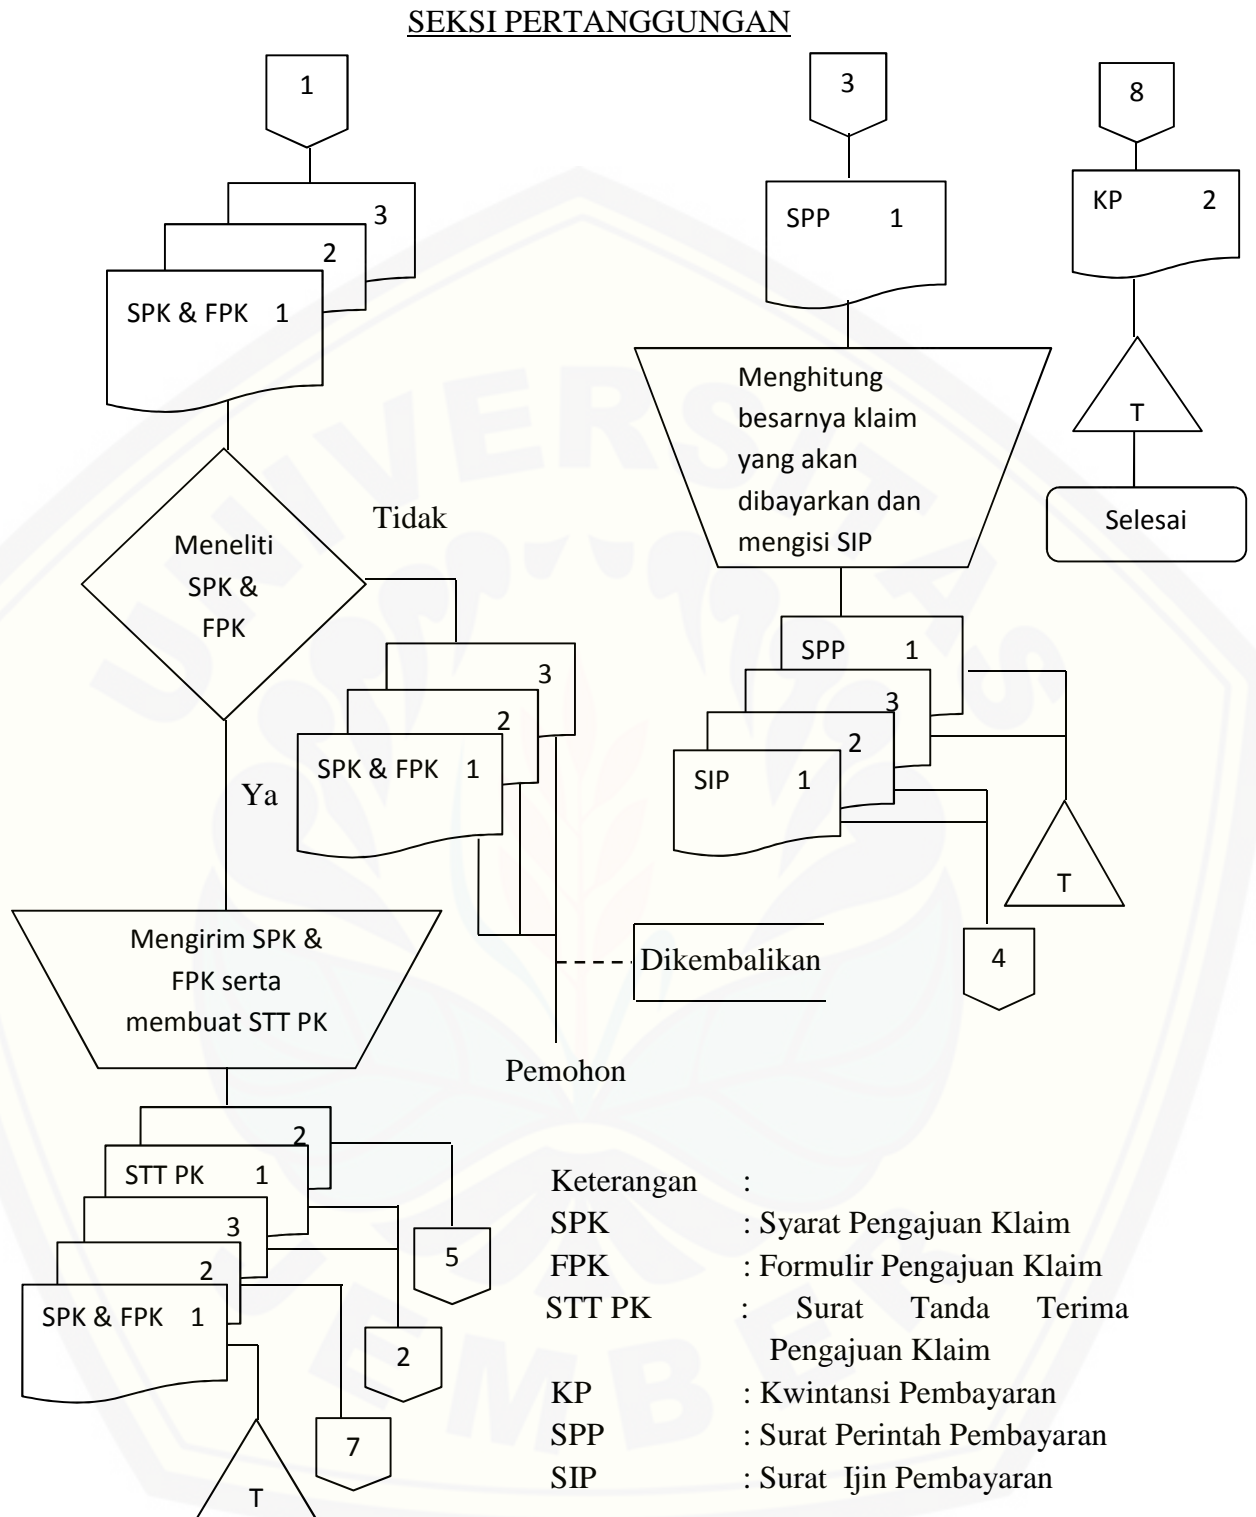 SEKSI PERTANGGUNGAN
1
3
2
SPK & FPK 1
Meneliti
SPK &
FPK
Tidak
3
2
SPK & FPK 1
Dikembalikan
Pemohon
Ya
Mengirim SPK &
FPK serta
membuat STT PK
2
STT PK 1
3
2
SPK & FPK 1
5
2
7
T
3
SPP 1
Menghitung
besarnya klaim
yang akan
dibayarkan dan
mengisi SIP
SPP 1
3
2
SIP 1
T
4
8
KP 2
T
Selesai
Keterangan :
SPK : Syarat Pengajuan Klaim
FPK : Formulir Pengajuan Klaim
STT PK : Surat Tanda Terima
Pengajuan Klaim
KP : Kwintansi Pembayaran
SPP : Surat Perintah Pembayaran
SIP : Surat Ijin Pembayaran
UNIVERSITAS
JEMBER